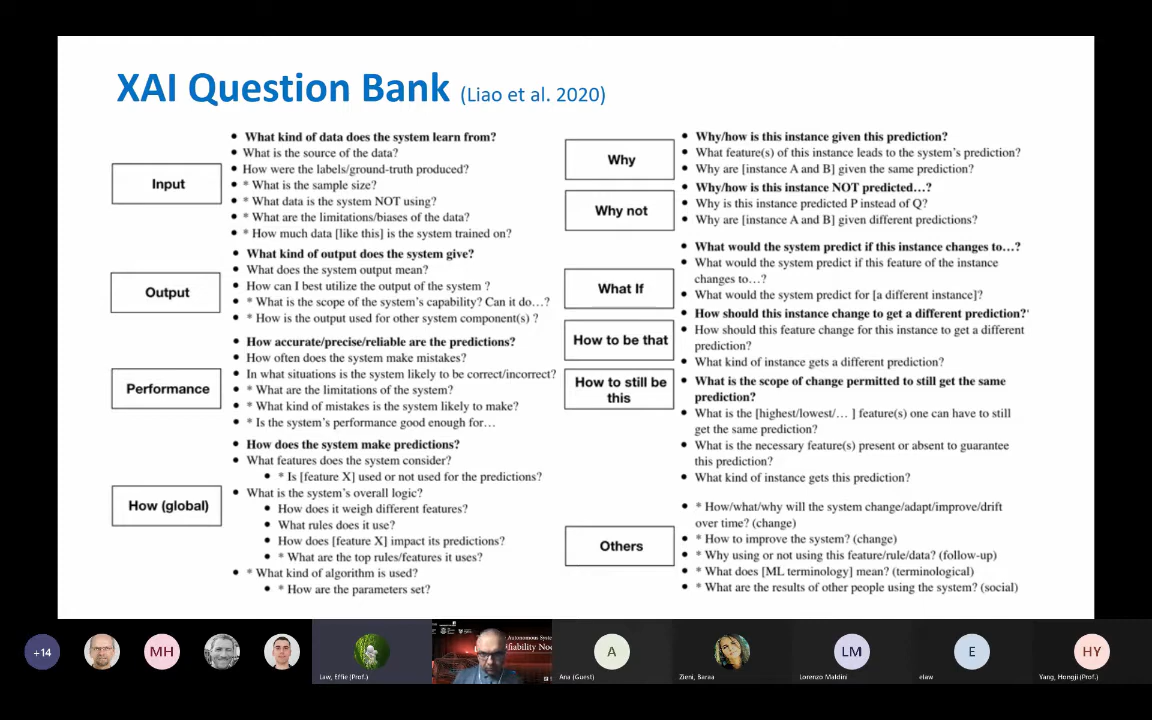 XAI Question Bank (Liao et al. 2020)
Input
• What kind of data does the system learn from?
• What is the source of the data?
• How were the labels/ground-truth produced?
• * What is the sample size?
• * What data is the system NOT using?
• * What are the limitations/biases of the data?
• * How much data [like this] is the system trained on?
Output
• What kind of output does the system give?
• What does the system output mean?
• How can I best utilize the output of the system ?
• * What is the scope of the system's capability? Can it do…?
• * How is the output used for other system component(s) ?
Performance
• How accurate/precise/reliable are the predictions?
• How often does the system make mistakes?
• In what situations is the system likely to be correct/incorrect?
• * What are the limitations of the system?
• * What kind of mistakes is the system likely to make?
• * Is the system's performance good enough for…
How (global)
• How does the system make predictions?
• What features does the system consider?
• * Is [feature X] used or not used for the predictions?
• What is the system's overall logic?
• How does it weigh different features?
• What rules does it use?
• How does [feature X] impact its predictions?
• * What are the top rules/features it uses?
• * What kind of algorithm is used?
• * How are the parameters set?
Why
• Why/how is this instance given this prediction?
• What feature(s) of this instance leads to the system's prediction?
• Why are [instance A and B] given the same prediction?
Why not
• Why/how is this instance NOT predicted…?
• Why is this instance predicted P instead of Q?
• Why are [instance A and B] given different predictions?
What If
• What would the system predict if this instance changes to…?
• What would the system predict if this feature of the instance
changes to…?
• What would the system predict for [a different instance]?
How to be that
• How should this instance change to get a different prediction?
• How should this feature change for this instance to get a different
prediction?
• What kind of instance gets a different prediction?
How to still be
this
• What is the scope of change permitted to still get the same
prediction?
• What is the [highest/lowest/… ] feature(s) one can have to still
get the same prediction?
• What is the necessary feature(s) present or absent to guarantee
this prediction?
• What kind of instance gets this prediction?
Others
• * How/what/why will the system change/adapt/improve/drift
over time? (change)
• * How to improve the system? (change)
• * Why using or not using this feature/rule/data? (follow-up)
• * What does [ML terminology] mean? (terminological)
• * What are the results of other people using the system? (social)
+14
MH
Law, Effie (Prof.)
Autonomous Syste
fiability Nod
A
Ana (Guest)
Zieni, Baraa
LM
Lorenzo Maldini
E
elaw
HY
Yang, Hongji (Prof.)